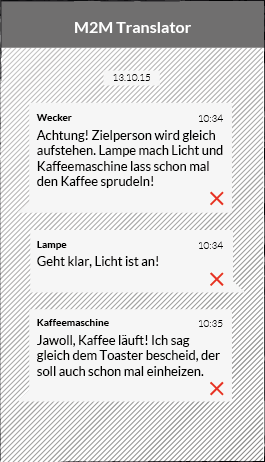 M2M Translator
13.10.15
Wecker 10:34
Achtung! Zielperson wird gleich
aufstehen. Lampe mach Licht und
Kaffeemaschine lass schon mal
den Kaffee sprudeln!
Lampe 10:34
Geht klar, Licht ist an!
Kaffeemaschine 10:35
Jawoll, Kaffee läuft! Ich sag
gleich dem Toaster bescheid, der
soll auch schon mal einheizen.